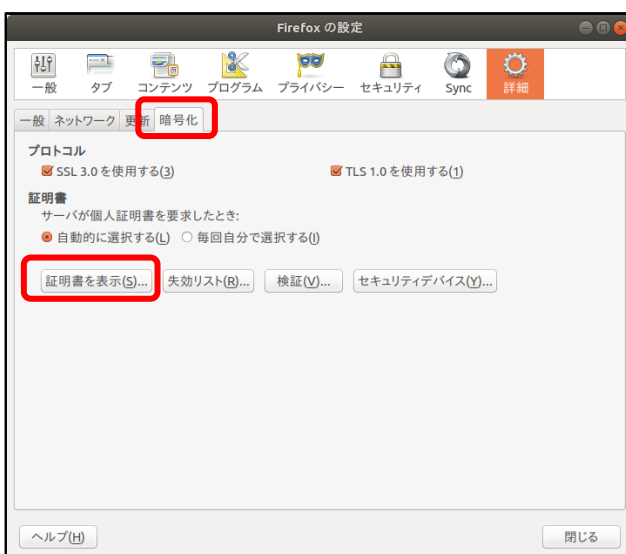 Firefox の設定
一般 タブ コンテンツ プログラム プライバシー セキュリティ Sync 詳細
一般 ネットワーク 更新 暗号化
プロトコル
SSL 3.0 を使用する(3) TLS 1.0 を使用する(1)
証明書
サーバが個人証明書を要求したとき:
自動的に選択する(L) 毎回自分で選択する(I)
証明書を表示(S)... 失効リスト(R)... 検証(V)... セキュリティデバイス(Y)...
ヘルプ(H) 閉じる